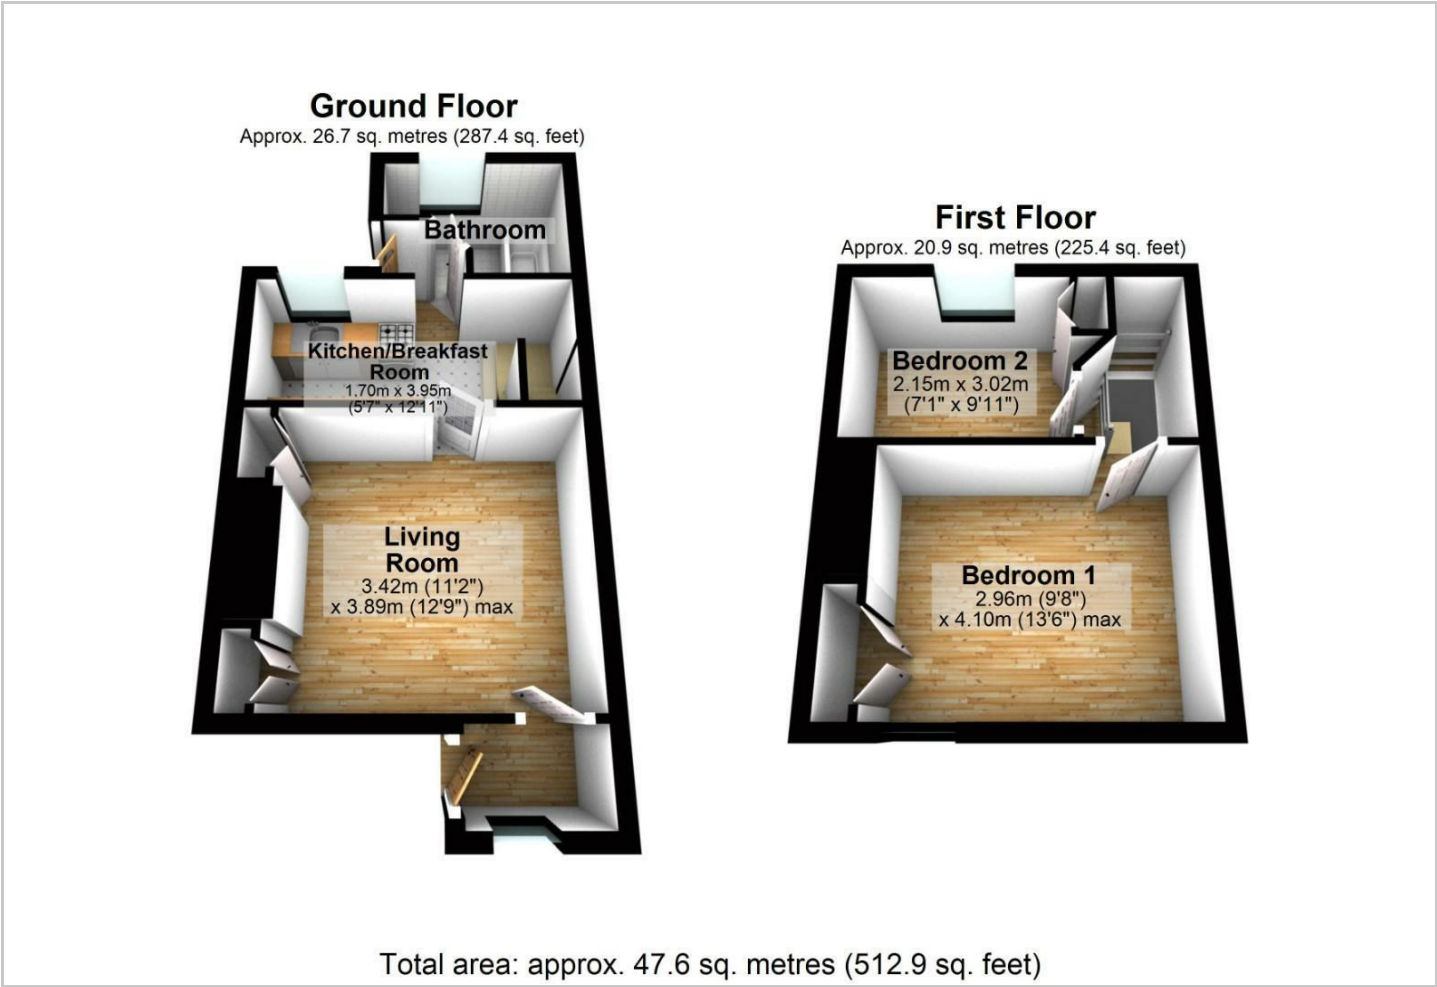 Ground Floor
Approx. 26.7 sq. metres (287.4 sq. feet)
Bathroom
Kitchen/Breakfast
Room
1.70m x 3.95m
(5'7" x 12'11")
Living
Room
3.42m (11'2")
x 3.89m (12'9") max
First Floor
Approx. 20.9 sq. metres (225.4 sq. feet)
Bedroom 2
2.15m x 3.02m
(7'1" x 9'11")
Bedroom 1
2.96m (9'8")
x 4.10m (13'6") max
Total area: approx. 47.6 sq. metres (512.9 sq. feet)